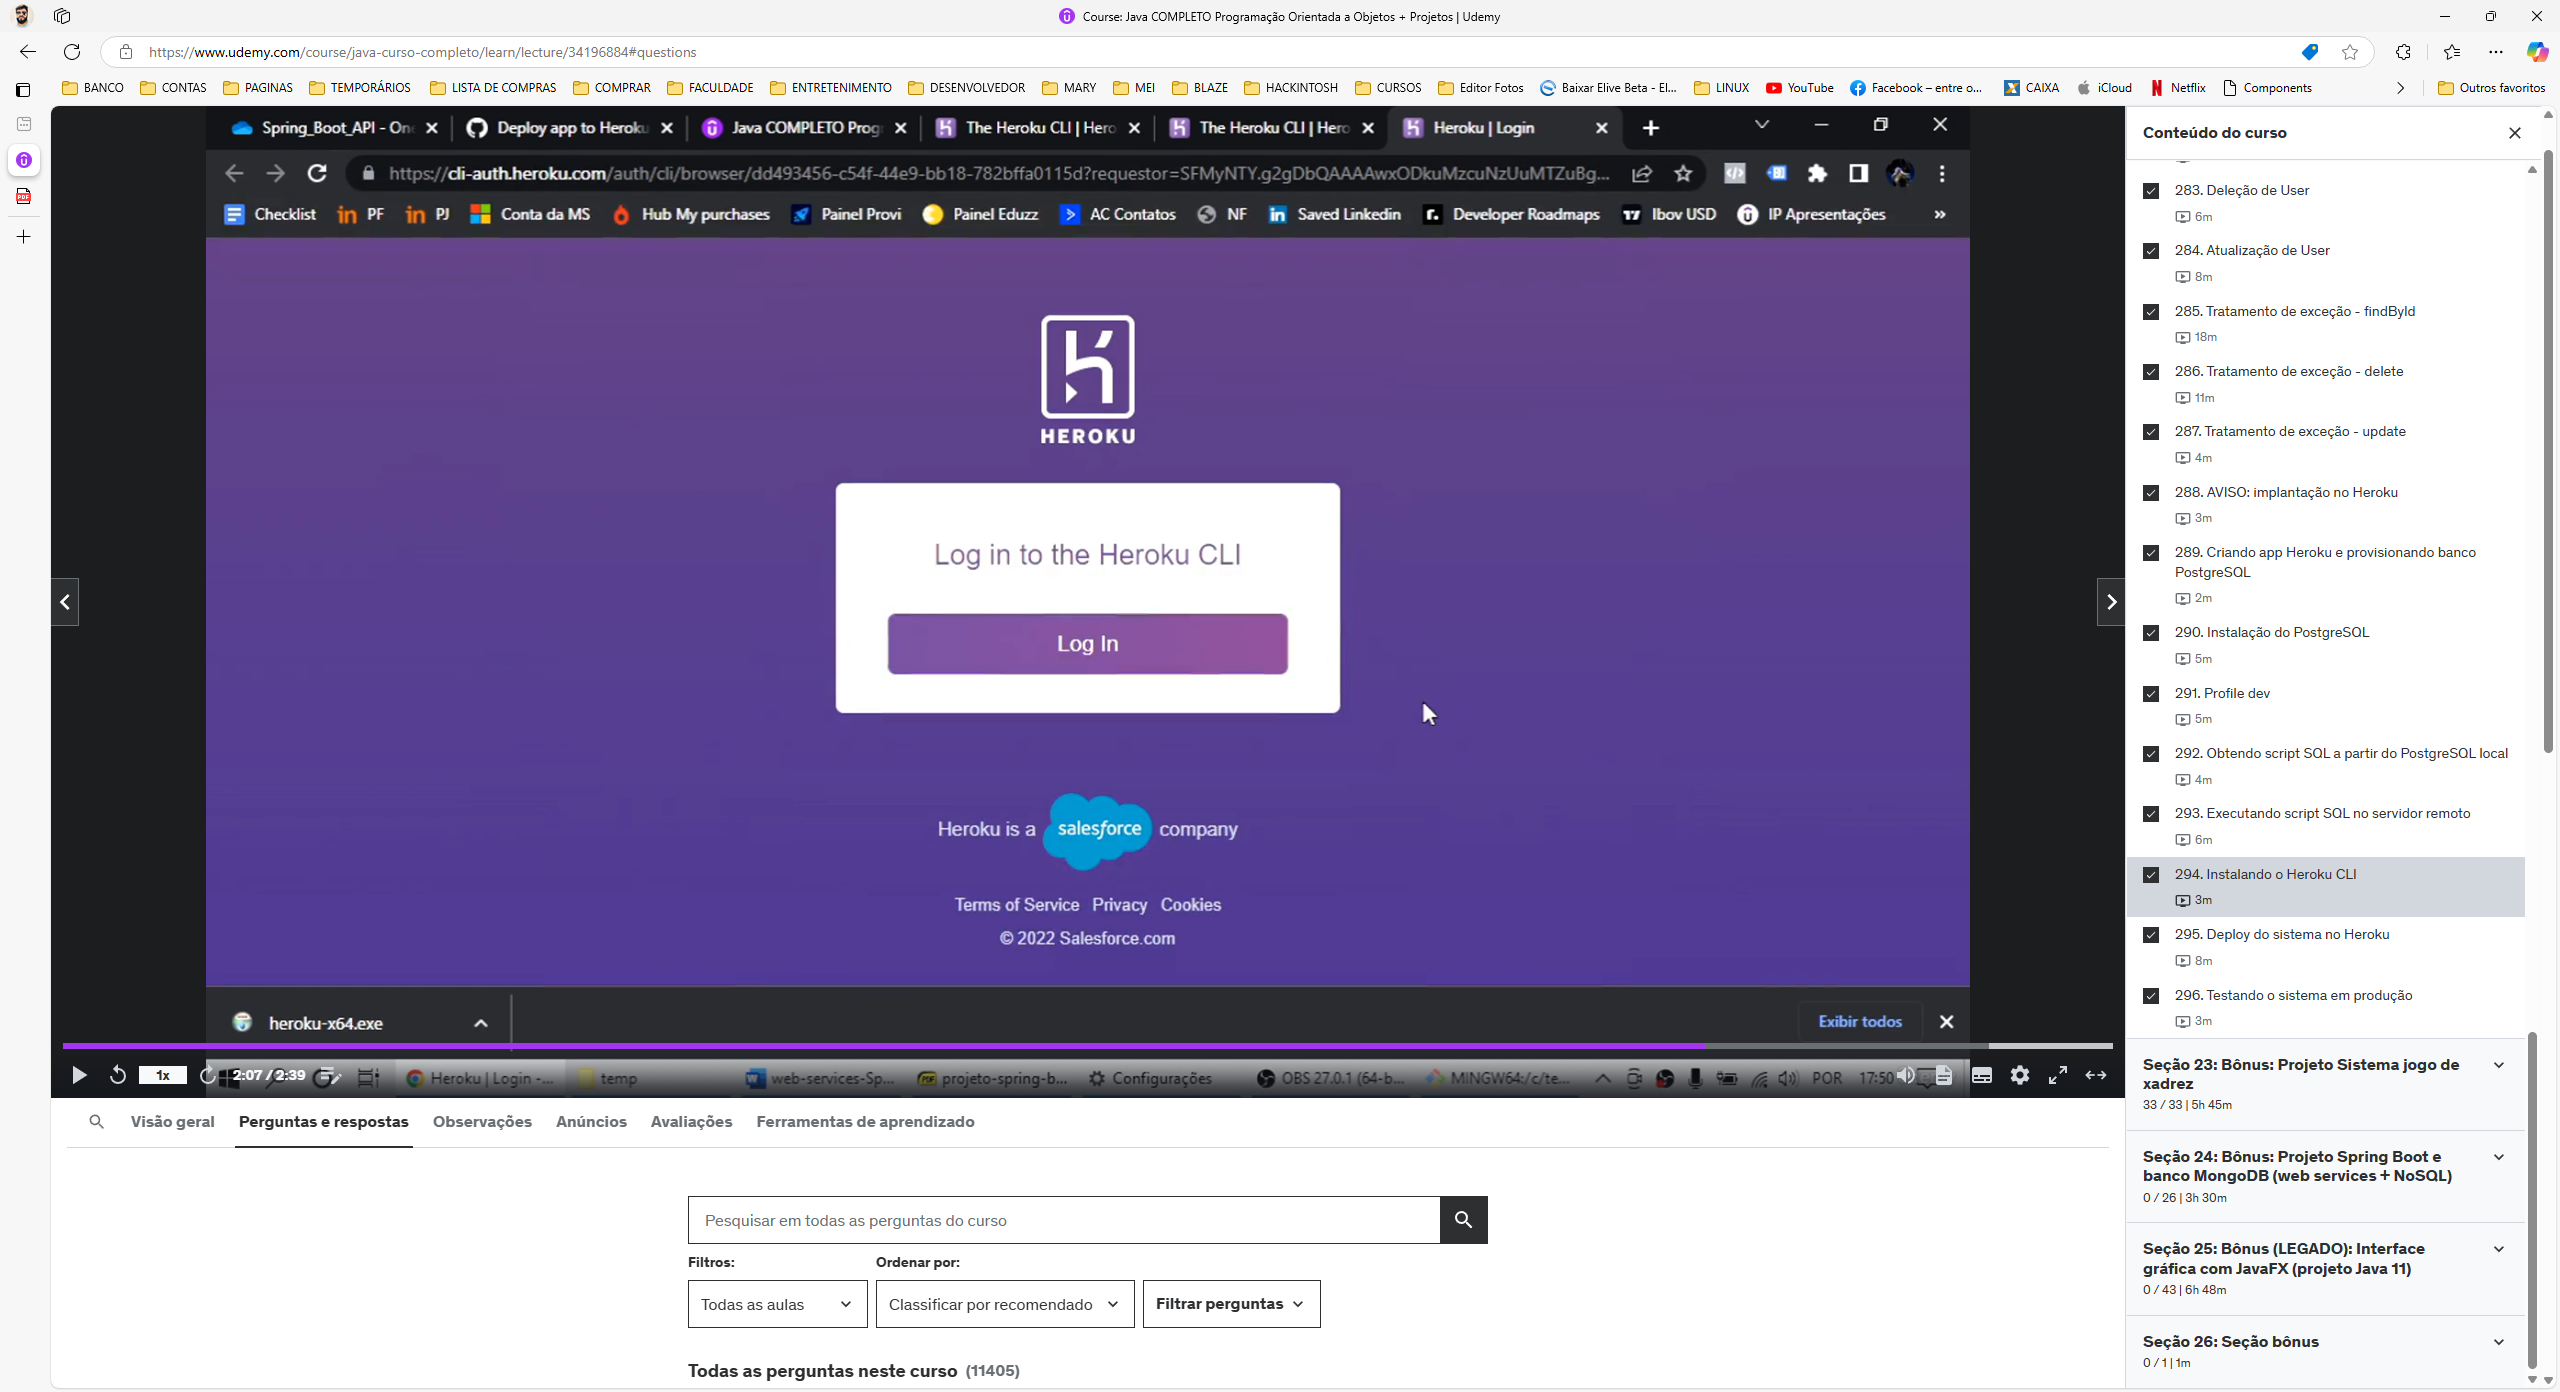 Course: Java COMPLETO Programação Orientada a Objetos + Projetos | Udemy
https://www.udemy.com/course/java-curso-completo/learn/lecture/34196884#questions
BANCO CONTAS PAGINAS TEMPORÁRIOS LISTA DE COMPRAS COMPRAR FACULDADE ENTRETENIMENTO DESENVOLVEDOR MARY MEI BLAZE HACKINTOSH CURSOS Editor Fotos Baixar Elive Beta - El... LINUX YouTube Facebook – entre o... CAIXA iCloud Netflix Components Outros favoritos
Spring_Boot_API - One Deploy app to Heroku Java COMPLETO Prog The Heroku CLI | Hero The Heroku CLI | Hero Heroku | Login
https://cli-auth.heroku.com/auth/cli/browser/dd493456-c54f-44e9-bb18-782bffa0115d?requestor=SFMyNTY.g2gDbQAAAAwxODkuMzcuNzUuMTZuBg...
Checklist PF PJ Conta da MS Hub My purchases Painel Provi Painel Eduzz AC Contatos NF Saved Linkedin Developer Roadmaps Ibov USD IP Apresentações »
HEROKU
Log in to the Heroku CLI
Log In
Heroku is a salesforce company
Terms of Service Privacy Cookies
© 2022 Salesforce.com
heroku-x64.exe
Exibir todos
1x 2:07 / 2:39
Heroku | Login -... temp web-services-Sp... projeto-spring-b... Configurações OBS 27.0.1 (64-b... MINGW64:/c/te... POR 17:50
Visão geral Perguntas e respostas Observações Anúncios Avaliações Ferramentas de aprendizado
Pesquisar em todas as perguntas do curso
Filtros: Ordenar por:
Todas as aulas Classificar por recomendado Filtrar perguntas
Todas as perguntas neste curso (11405)
Conteúdo do curso
283. Deleção de User
6m
284. Atualização de User
8m
285. Tratamento de exceção - findById
18m
286. Tratamento de exceção - delete
11m
287. Tratamento de exceção - update
4m
288. AVISO: implantação no Heroku
3m
289. Criando app Heroku e provisionando banco
PostgreSQL
2m
290. Instalação do PostgreSQL
5m
291. Profile dev
5m
292. Obtendo script SQL a partir do PostgreSQL local
4m
293. Executando script SQL no servidor remoto
6m
294. Instalando o Heroku CLI
3m
295. Deploy do sistema no Heroku
8m
296. Testando o sistema em produção
3m
Seção 23: Bônus: Projeto Sistema jogo de
xadrez
33 / 33 | 5h 45m
Seção 24: Bônus: Projeto Spring Boot e
banco MongoDB (web services + NoSQL)
0 / 26 | 3h 30m
Seção 25: Bônus (LEGADO): Interface
gráfica com JavaFX (projeto Java 11)
0 / 43 | 6h 48m
Seção 26: Seção bônus
0 / 1 | 1m